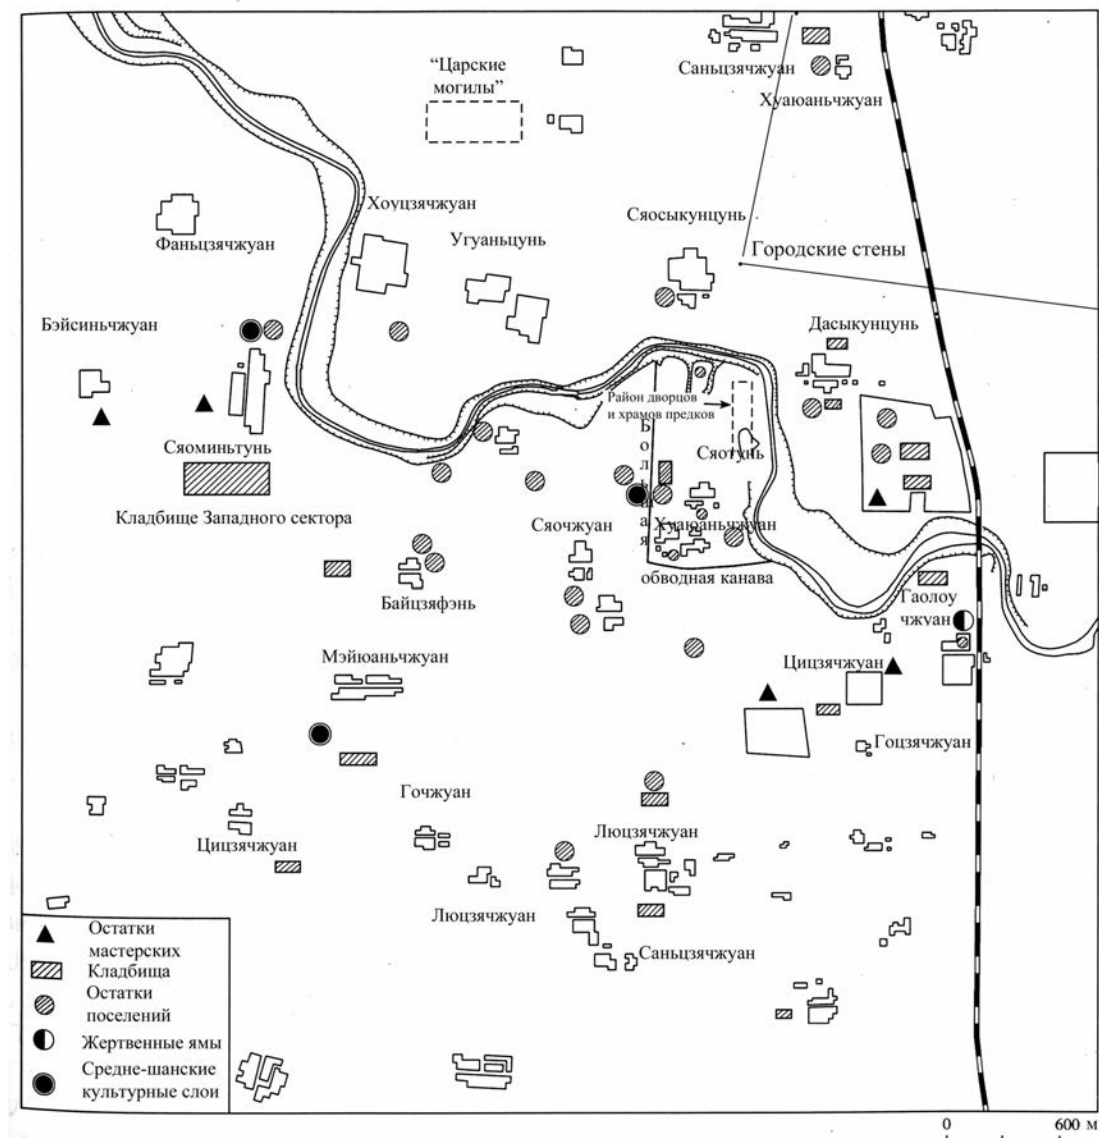 “Царские
могилы”
Саньцзячжуан
Хуаюаньчжуан
Хоуцзячжуан
Сяосыкунцунь
Фаньцзячжуан
Угуаньцунь
Городские стены
Бэйсиньчжуан
Дасыкунцунь
Район дворцов
и храмов предков
Большая
Сяотунь
Сяоминьтунь
Кладбище Западного сектора
Сяочжуан
Хуаюаньчжуан
обводная канава
Байцзяфэнь
Гаолоу
чжуан
Мэйюаньчжуан
Цицзячжуан
Гоцзячжуан
Гочжуан
Люцзячжуан
Цицзячжуан
Люцзячжуан
Саньцзячжуан
Остатки
мастерских
Кладбища
Остатки
поселений
Жертвенные ямы
Средне-шанские
культурные слои
0 600 м